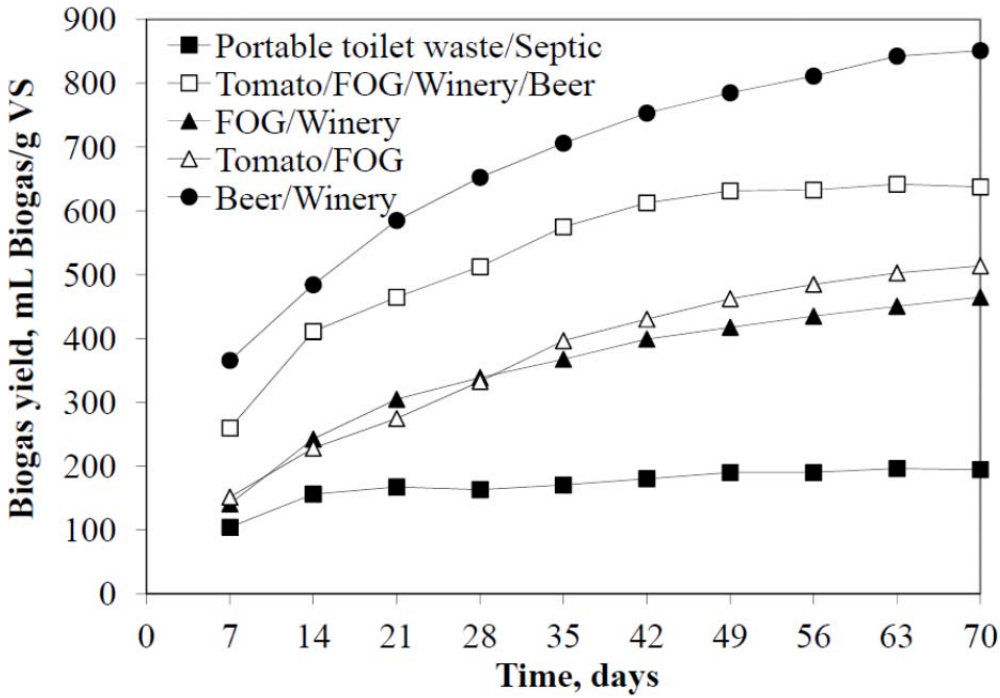 900
800
700
600
500
400
300
200
100
0
Biogas yield, mL Biogas/g VS
Portable toilet waste/Septic
Tomato/FOG/Winery/Beer
FOG/Winery
Tomato/FOG
Beer/Winery
0 7 14 21 28 35 42 49 56 63 70
Time, days